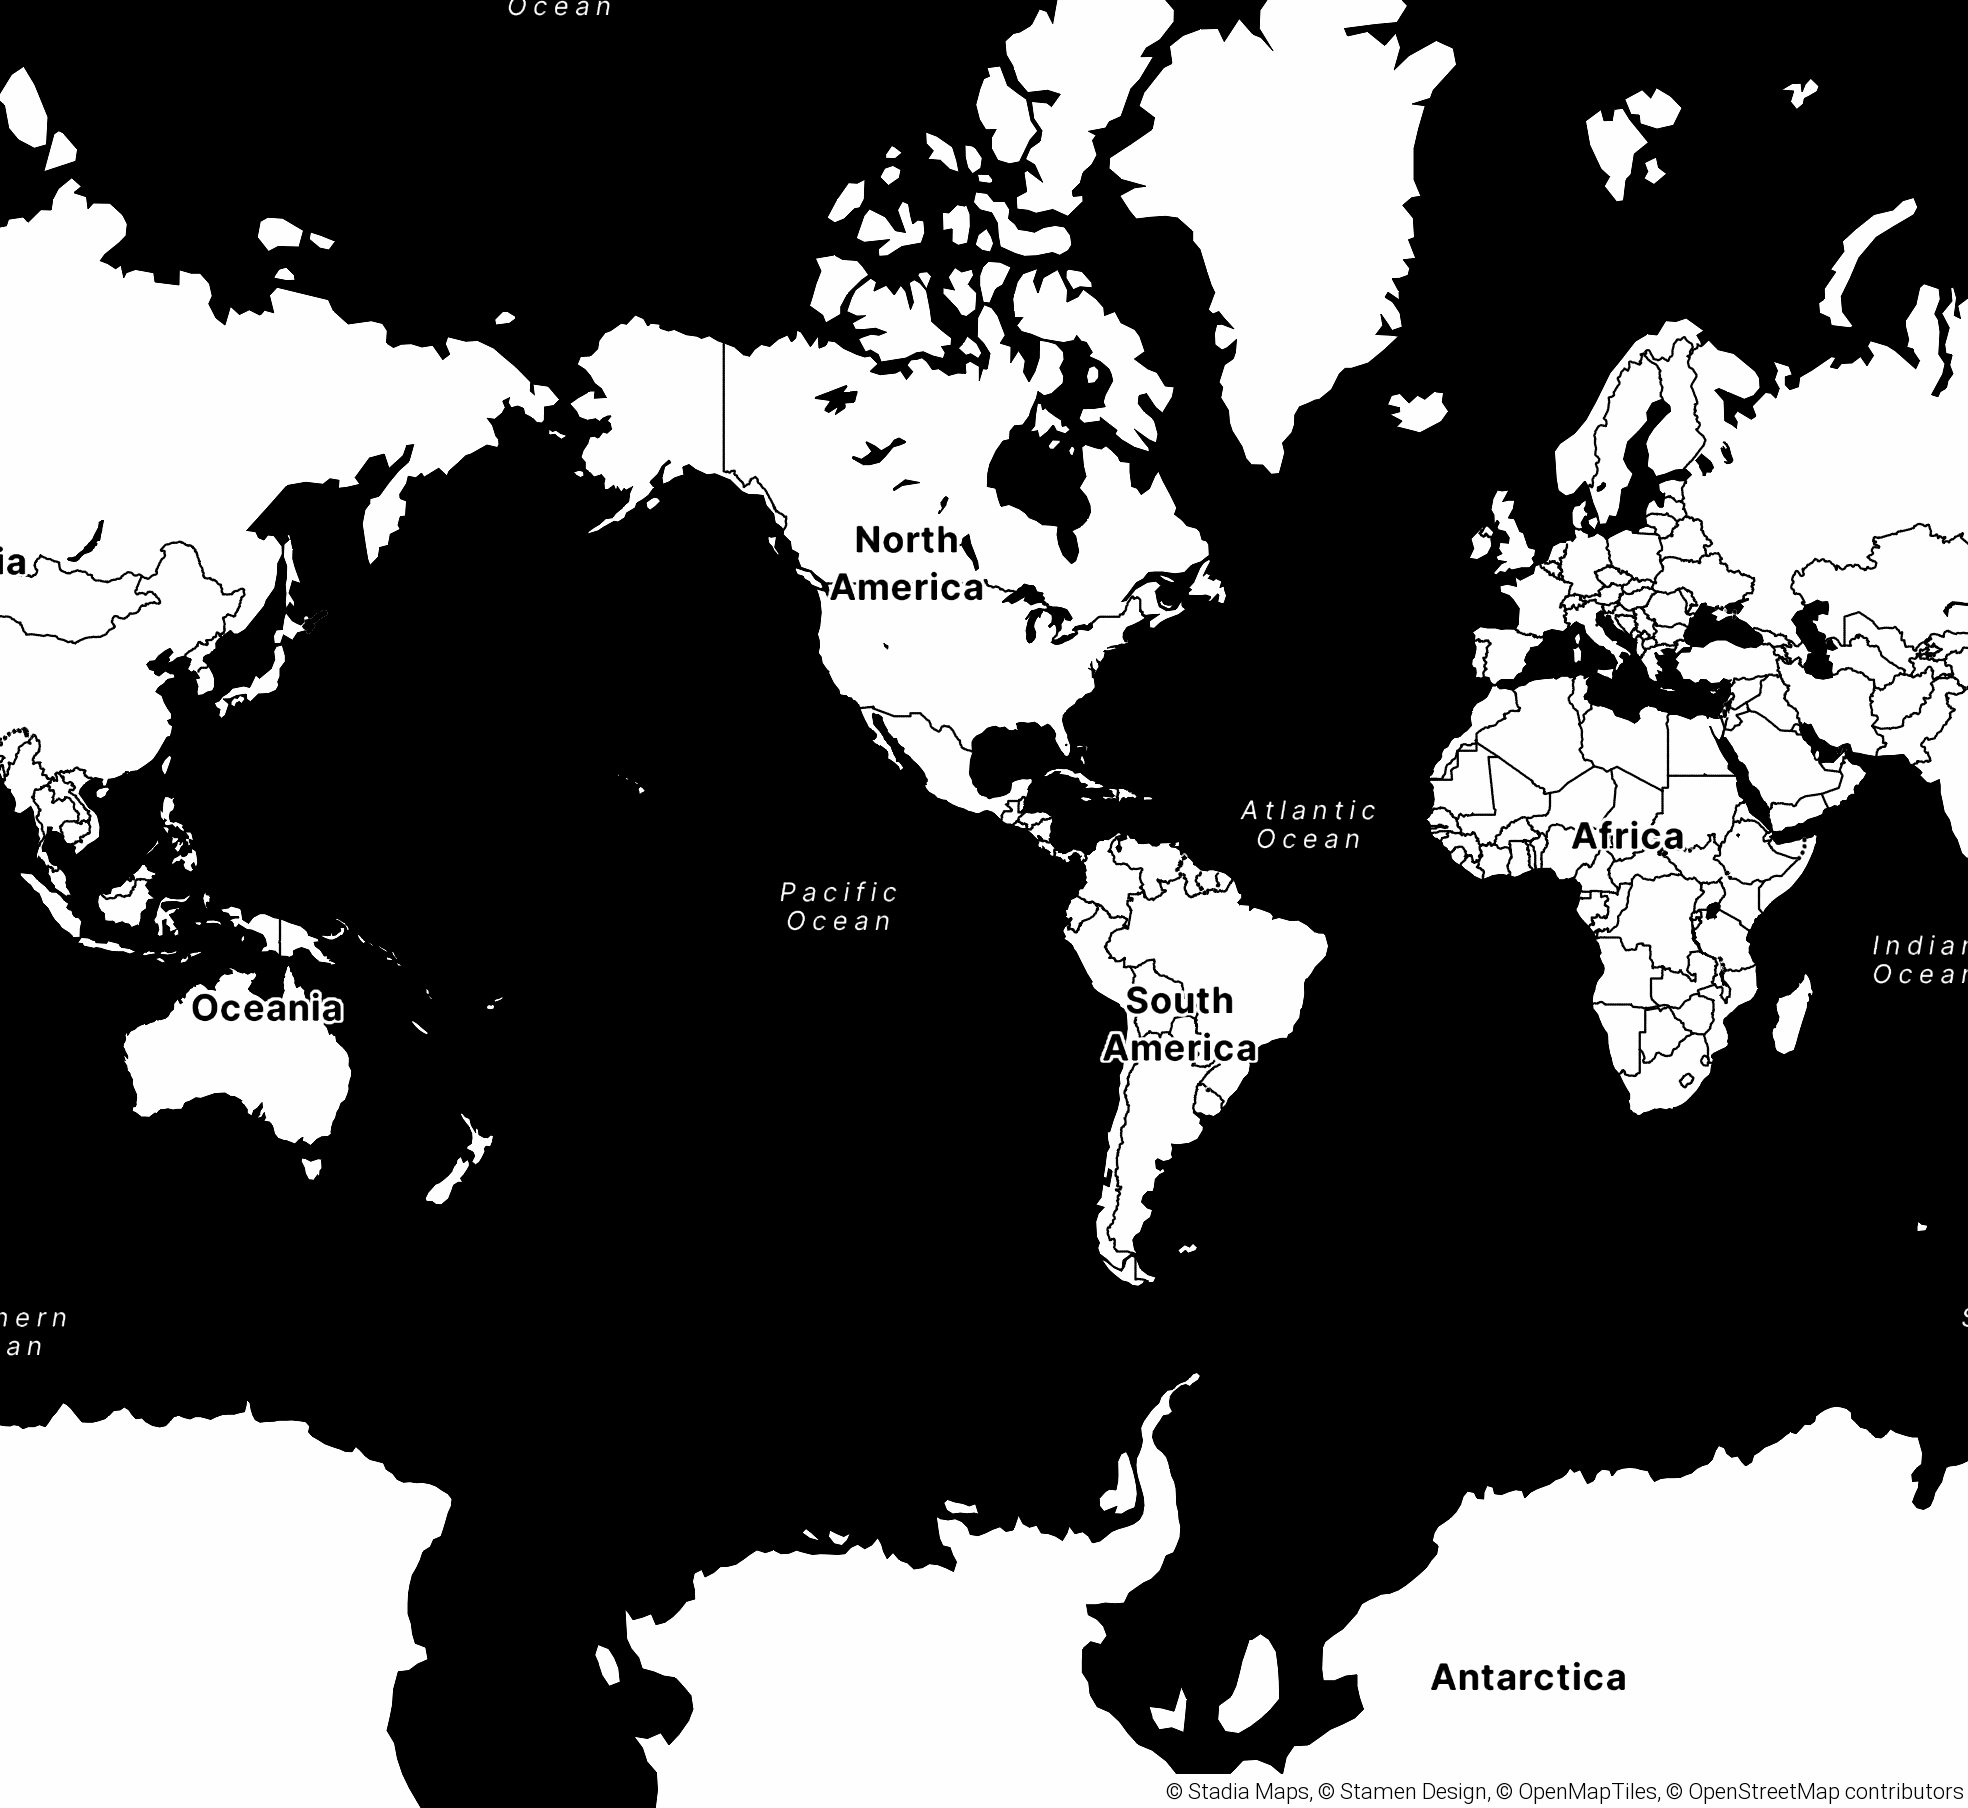 Ocean
ia
North
America
Atlantic
Ocean
Africa
Pacific
Ocean
Indian
Ocean
Oceania
South
America
hern
an
S
Antarctica
© Stadia Maps, © Stamen Design, © OpenMapTiles, © OpenStreetMap contributors